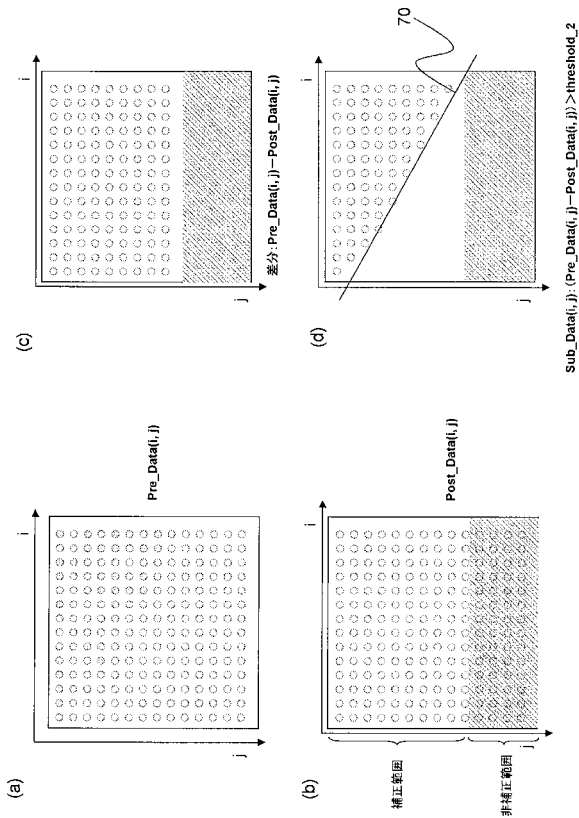 (a)
i
j
Pre_Data(i, j)
(b)
i
j
補正範囲
非補正範囲
Post_Data(i, j)
(c)
i
j
差分：Pre_Data(i, j)－Post_Data(i, j)
(d)
i
j
70
Sub_Data(i, j)：(Pre_Data(i, j)－Post_Data(i, j))＞threshold_2